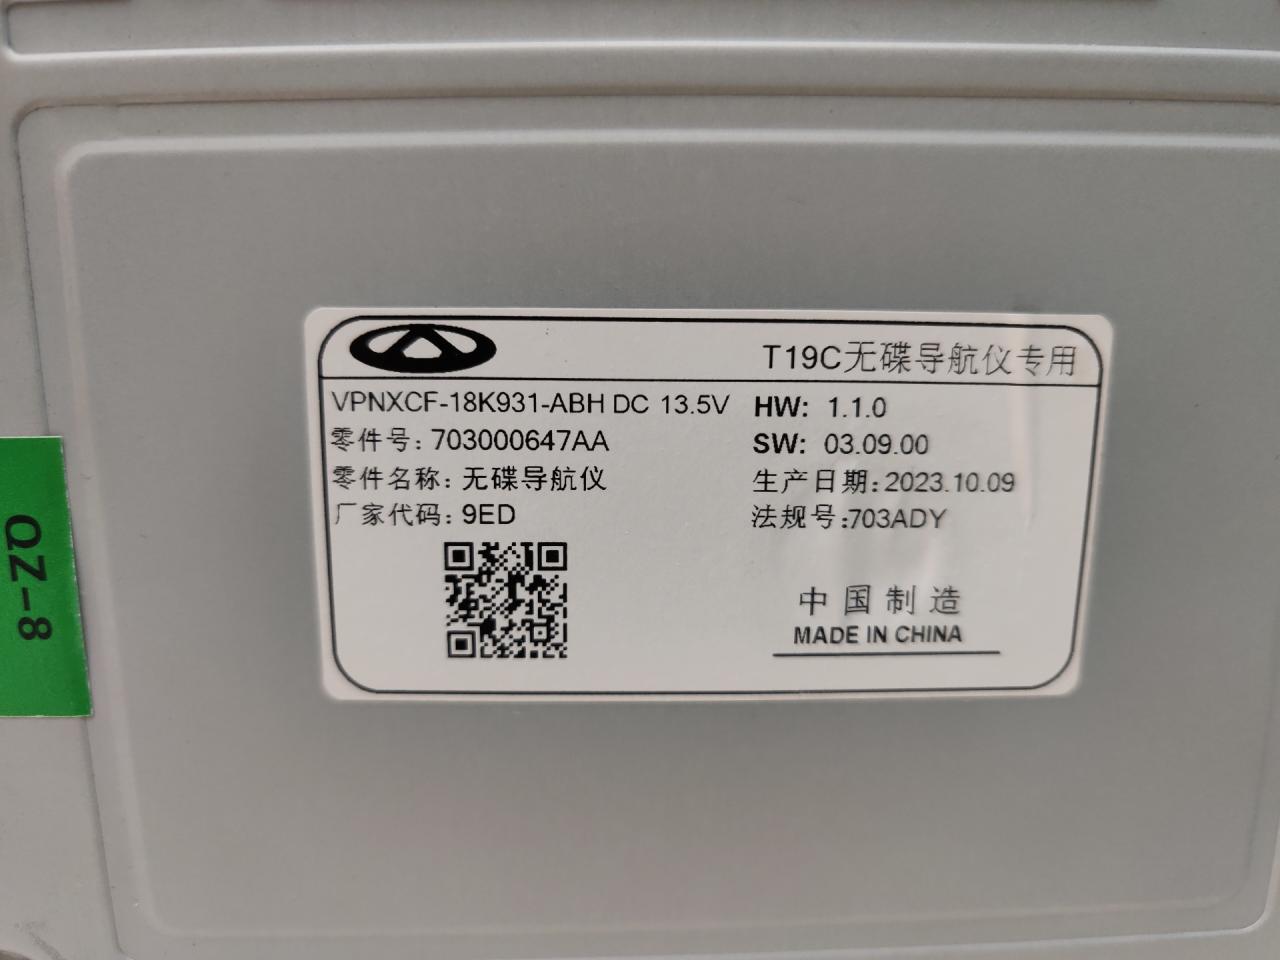 T19C无碟导航仪专用
VPNXCF-18K931-ABH DC 13.5V
HW: 1.1.0
零件号: 703000647AA
SW: 03.09.00
零件名称: 无碟导航仪
生产日期:2023.10.09
厂家代码: 9ED
法规号:703ADY
中国制造
MADE IN CHINA
QZ-8